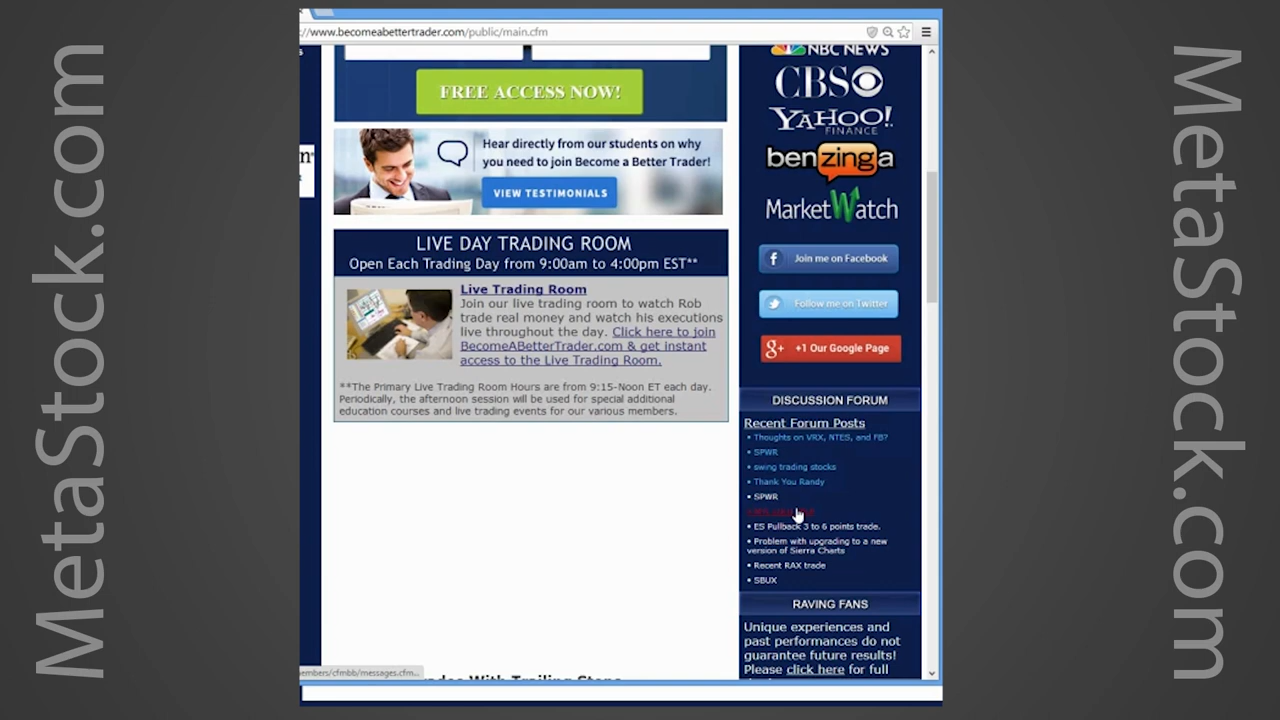 MetaStock.com
://www.becomeabettertrader.com/public/main.cfm
FREE ACCESS NOW!
Hear directly from our students on why
you need to join Become a Better Trader!
VIEW TESTIMONIALS
LIVE DAY TRADING ROOM
Open Each Trading Day from 9:00am to 4:00pm EST**
Live Trading Room
Join our live trading room to watch Rob
trade real money and watch his executions
live throughout the day. Click here to join
BecomeABetterTrader.com & get instant
access to the Live Trading Room.
**The Primary Live Trading Room Hours are from 9:15-Noon ET each day.
Periodically, the afternoon session will be used for special additional
education courses and live trading events for our various members.
NBC NEWS
CBS
YAHOO!
FINANCE
benzinga
MarketWatch
f Join me on Facebook
Follow me on Twitter
g+ +1 Our Google Page
DISCUSSION FORUM
Recent Forum Posts
▪ Thoughts on VRX, NTES, and FB?
▪ SPWR
▪ swing trading stocks
▪ Thank You Randy
▪ SPWR
▪ ES Pullback 3 to 6 points trade.
▪ Problem with upgrading to a new
version of Sierra Charts
▪ Recent RAX trade
▪ SBUX
RAVING FANS
Unique experiences and
past performances do not
guarantee future results!
Please click here for full
embers/cfmbb/messages.cfm...
With Trailing Stops
MetaStock.com